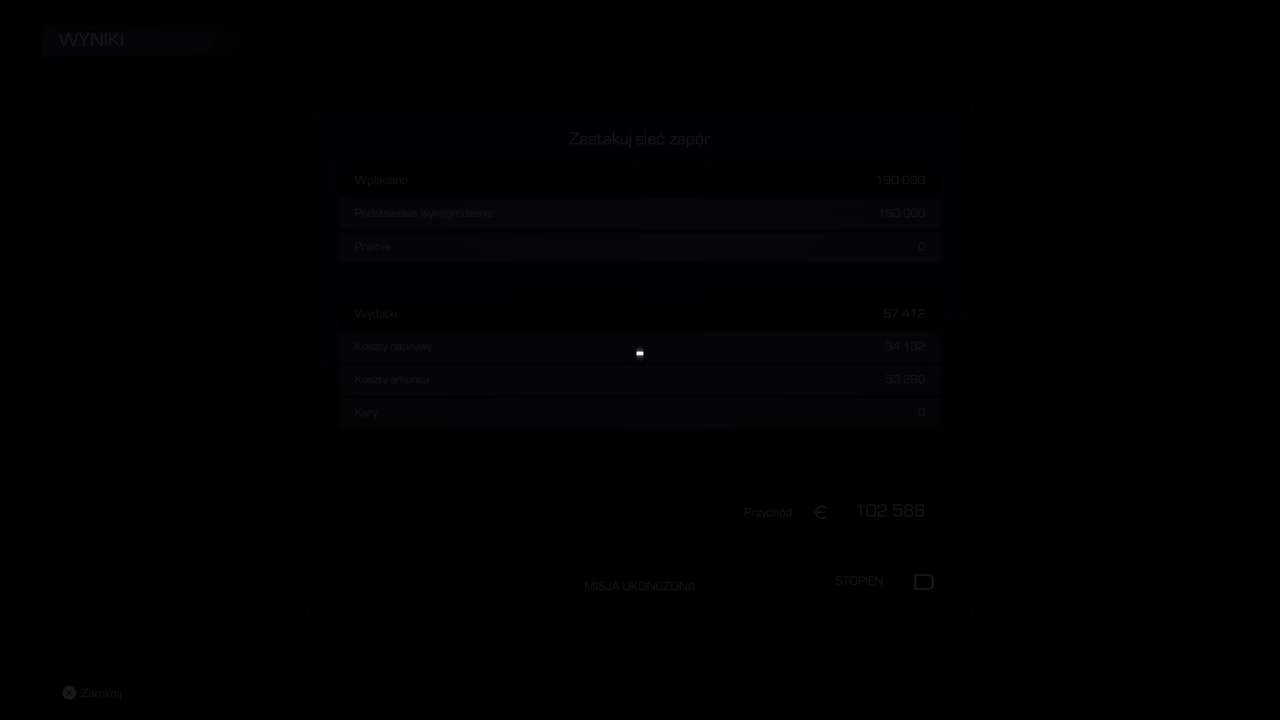 WYNIKI
Zaatakuj sieć zapór
Wpłacono 190 000
Podstawowe wynagrodzenie 190 000
Premia 0
Wydatki 87 412
Koszty naprawy 34 132
Koszty amunicji 53 280
Kary 0
Przychód € 102 588
MISJA UKOŃCZONA
STOPIEŃ D
Zamknij